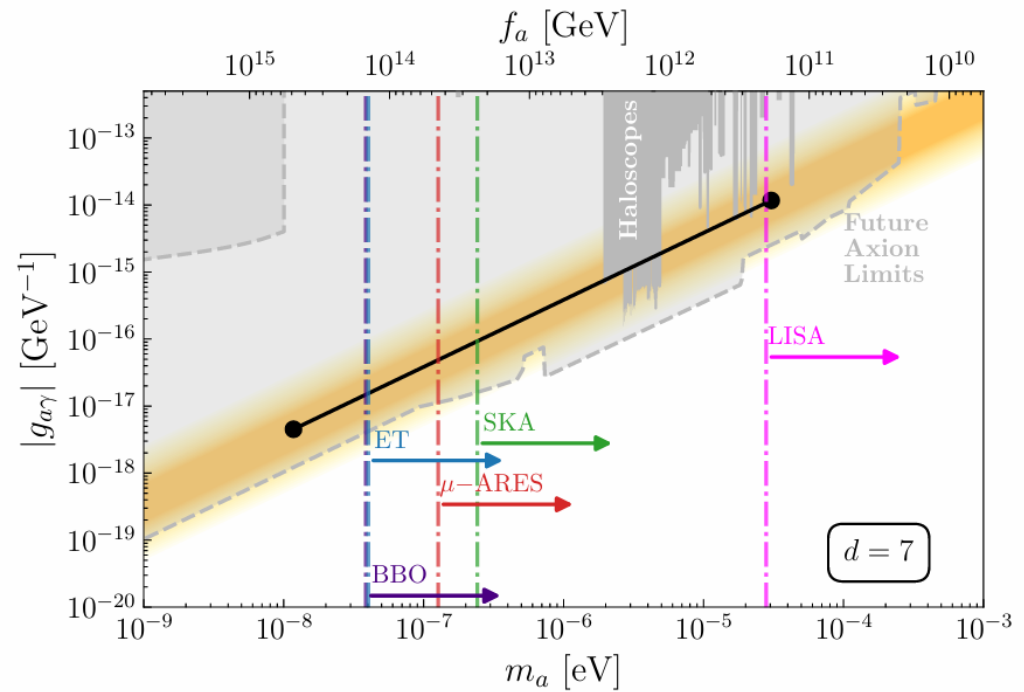 f_a [GeV]
10^15 10^14 10^13 10^12 10^11 10^10
|g_aγ| [GeV^−1]
10^−13
10^−14
10^−15
10^−16
10^−17
10^−18
10^−19
10^−20
Haloscopes
Future
Axion
Limits
LISA
SKA
ET
μ−ARES
BBO
d = 7
10^−9 10^−8 10^−7 10^−6 10^−5 10^−4 10^−3
m_a [eV]